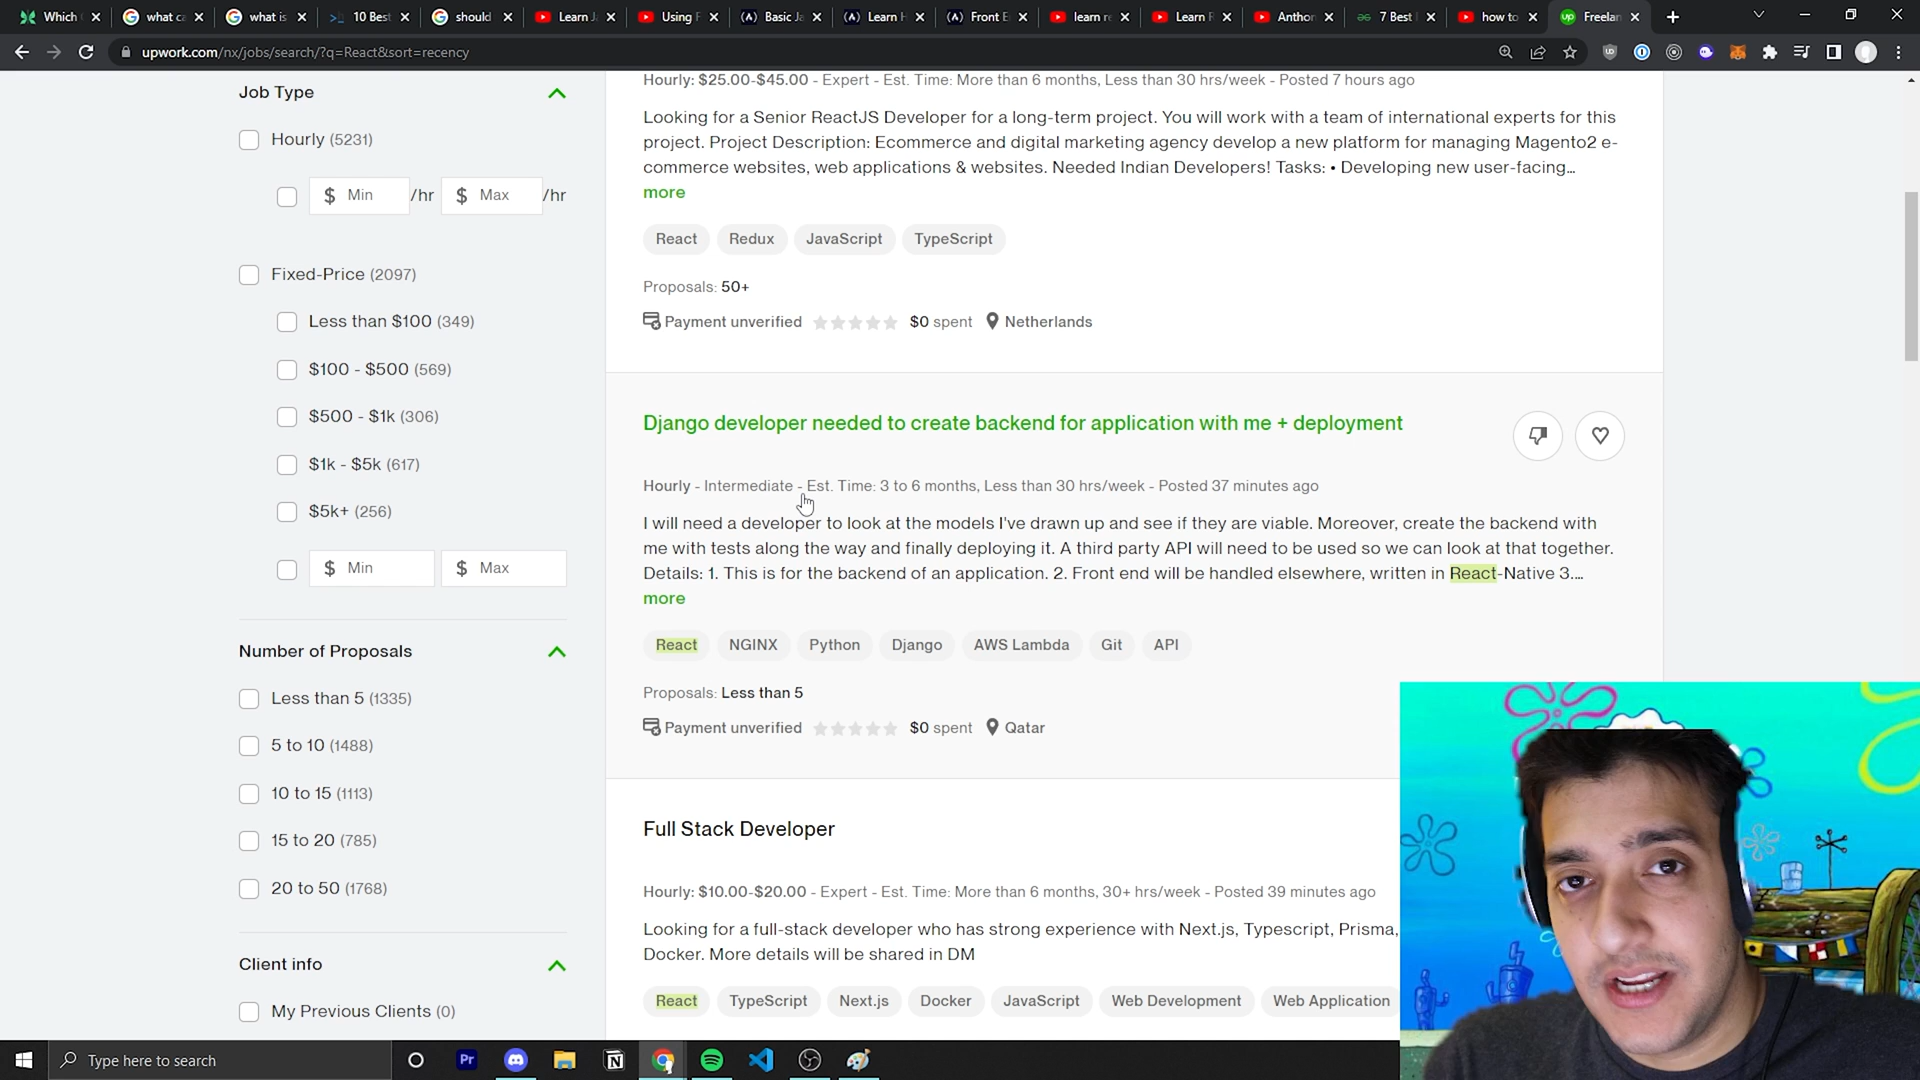 Which
what ca
what is
10 Best
should
Learn J
Using F
Basic Ja
Learn H
Front E
learn re
Learn F
Antho
7 Best
how to
Freelan
upwork.com/nx/jobs/search/?q=React&sort=recency
Job Type
Hourly (5231)
$ Min /hr $ Max /hr
Fixed-Price (2097)
Less than $100 (349)
$100 - $500 (569)
$500 - $1k (306)
$1k - $5k (617)
$5k+ (256)
$ Min $ Max
Number of Proposals
Less than 5 (1335)
5 to 10 (1488)
10 to 15 (1113)
15 to 20 (785)
20 to 50 (1768)
Client info
My Previous Clients (0)
Hourly: $25.00-$45.00 - Expert - Est. Time: More than 6 months, Less than 30 hrs/week - Posted 7 hours ago
Looking for a Senior ReactJS Developer for a long-term project. You will work with a team of international experts for this
project. Project Description: Ecommerce and digital marketing agency develop a new platform for managing Magento2 e-
commerce websites, web applications & websites. Needed Indian Developers! Tasks: • Developing new user-facing...
more
React Redux JavaScript TypeScript
Proposals: 50+
Payment unverified $0 spent Netherlands
Django developer needed to create backend for application with me + deployment
Hourly - Intermediate - Est. Time: 3 to 6 months, Less than 30 hrs/week - Posted 37 minutes ago
I will need a developer to look at the models I've drawn up and see if they are viable. Moreover, create the backend with
me with tests along the way and finally deploying it. A third party API will need to be used so we can look at that together.
Details: 1. This is for the backend of an application. 2. Front end will be handled elsewhere, written in React-Native 3....
more
React NGINX Python Django AWS Lambda Git API
Proposals: Less than 5
Payment unverified $0 spent Qatar
Full Stack Developer
Hourly: $10.00-$20.00 - Expert - Est. Time: More than 6 months, 30+ hrs/week - Posted 39 minutes ago
Looking for a full-stack developer who has strong experience with Next.js, Typescript, Prisma,
Docker. More details will be shared in DM
React TypeScript Next.js Docker JavaScript Web Development Web Application
Type here to search
Pr